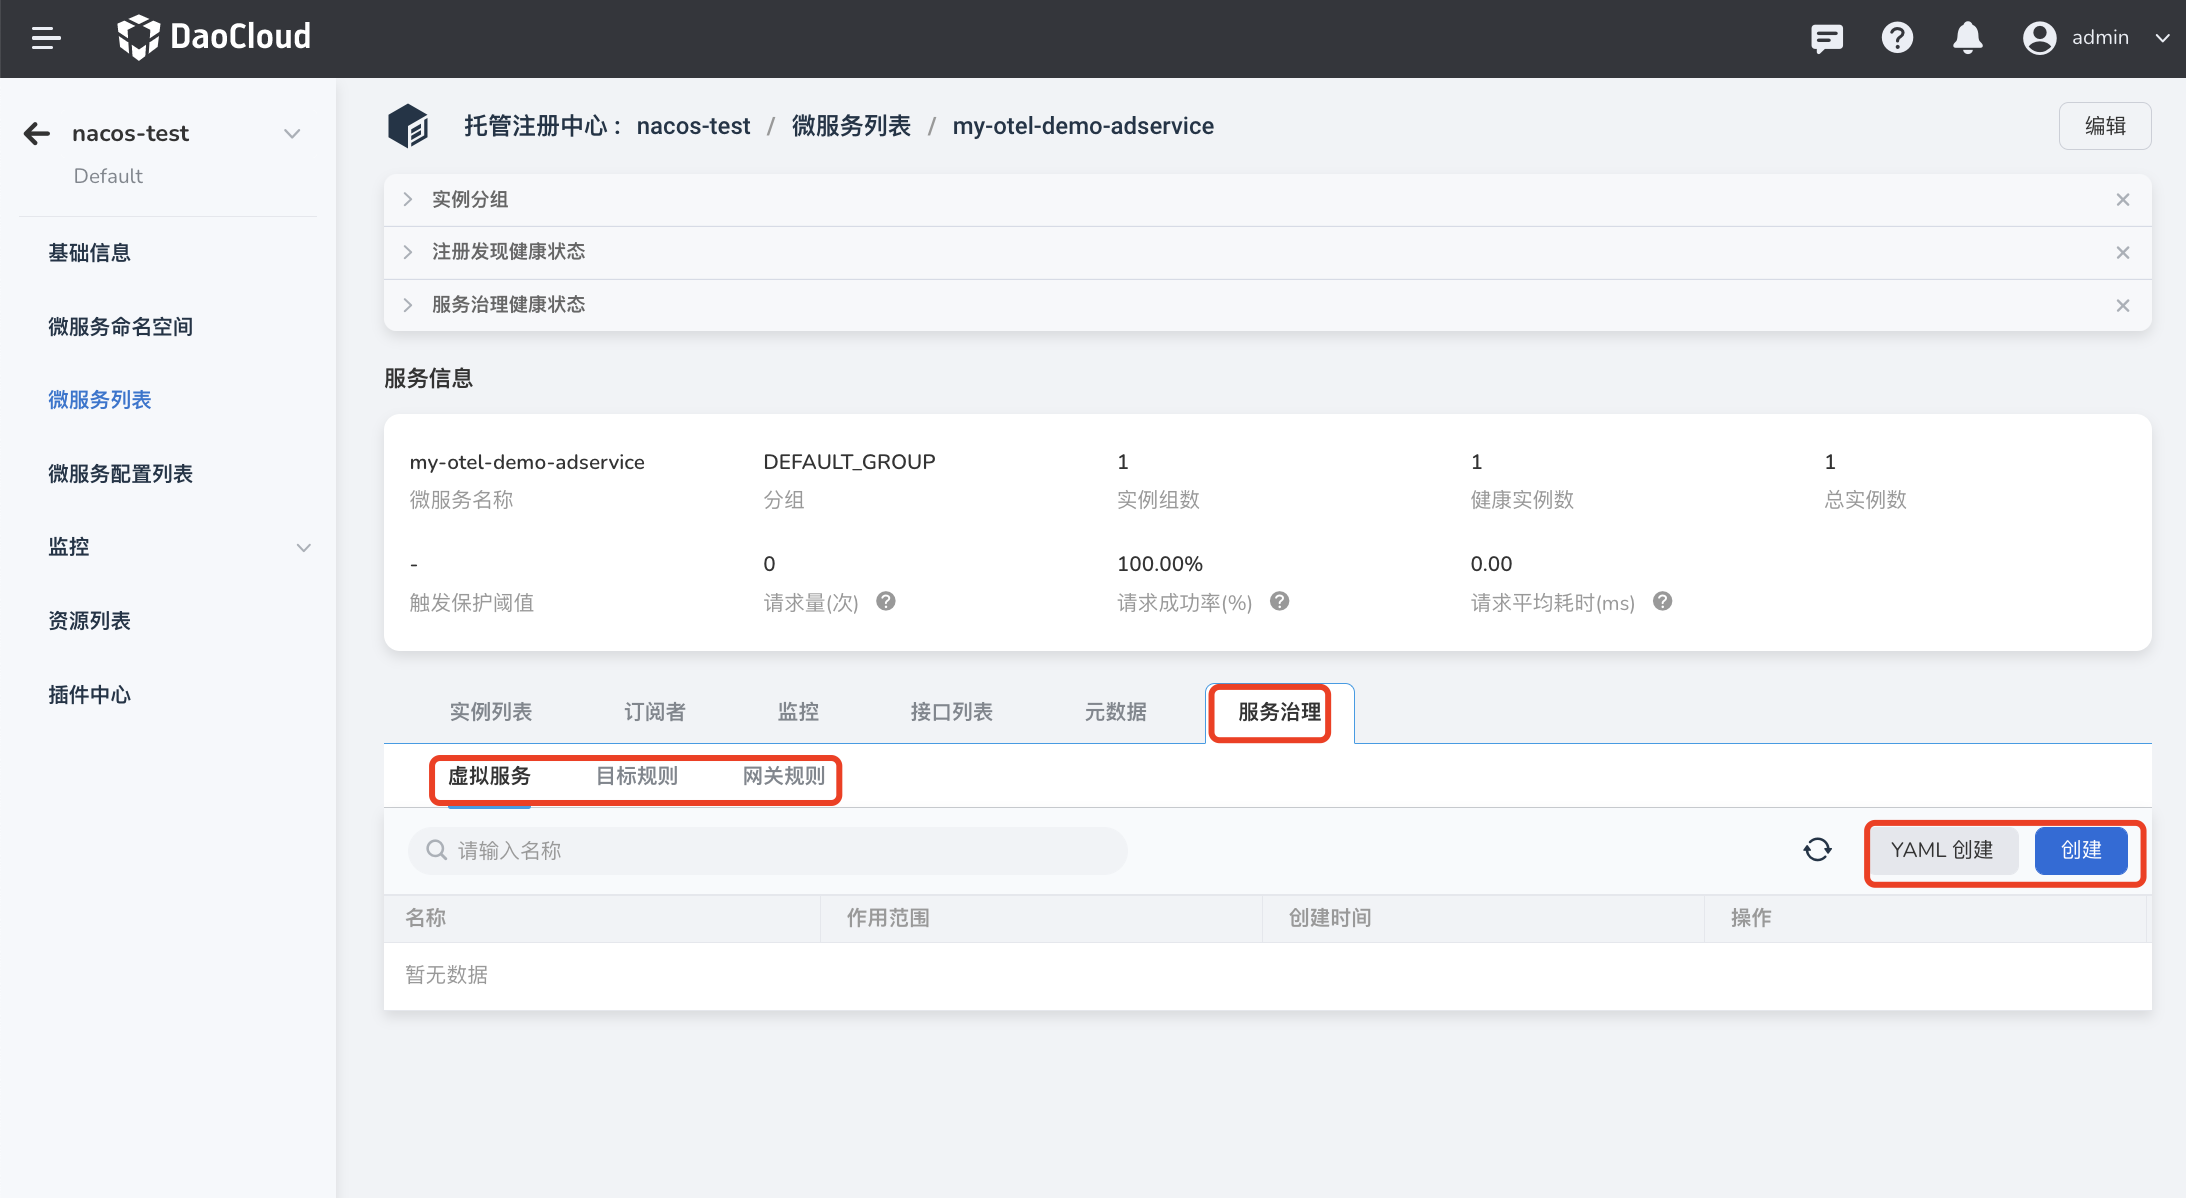 DaoCloud
admin
nacos-test
Default
基础信息
微服务命名空间
微服务列表
微服务配置列表
监控
资源列表
插件中心
托管注册中心： nacos-test / 微服务列表 / my-otel-demo-adservice
编辑
实例分组
注册发现健康状态
服务治理健康状态
服务信息
my-otel-demo-adservice DEFAULT_GROUP 1 1 1
微服务名称 分组 实例组数 健康实例数 总实例数
- 0 100.00% 0.00
触发保护阈值 请求量(次) 请求成功率(%) 请求平均耗时(ms)
实例列表 订阅者 监控 接口列表 元数据 服务治理
虚拟服务 目标规则 网关规则
请输入名称 YAML 创建 创建
名称 作用范围 创建时间 操作
暂无数据